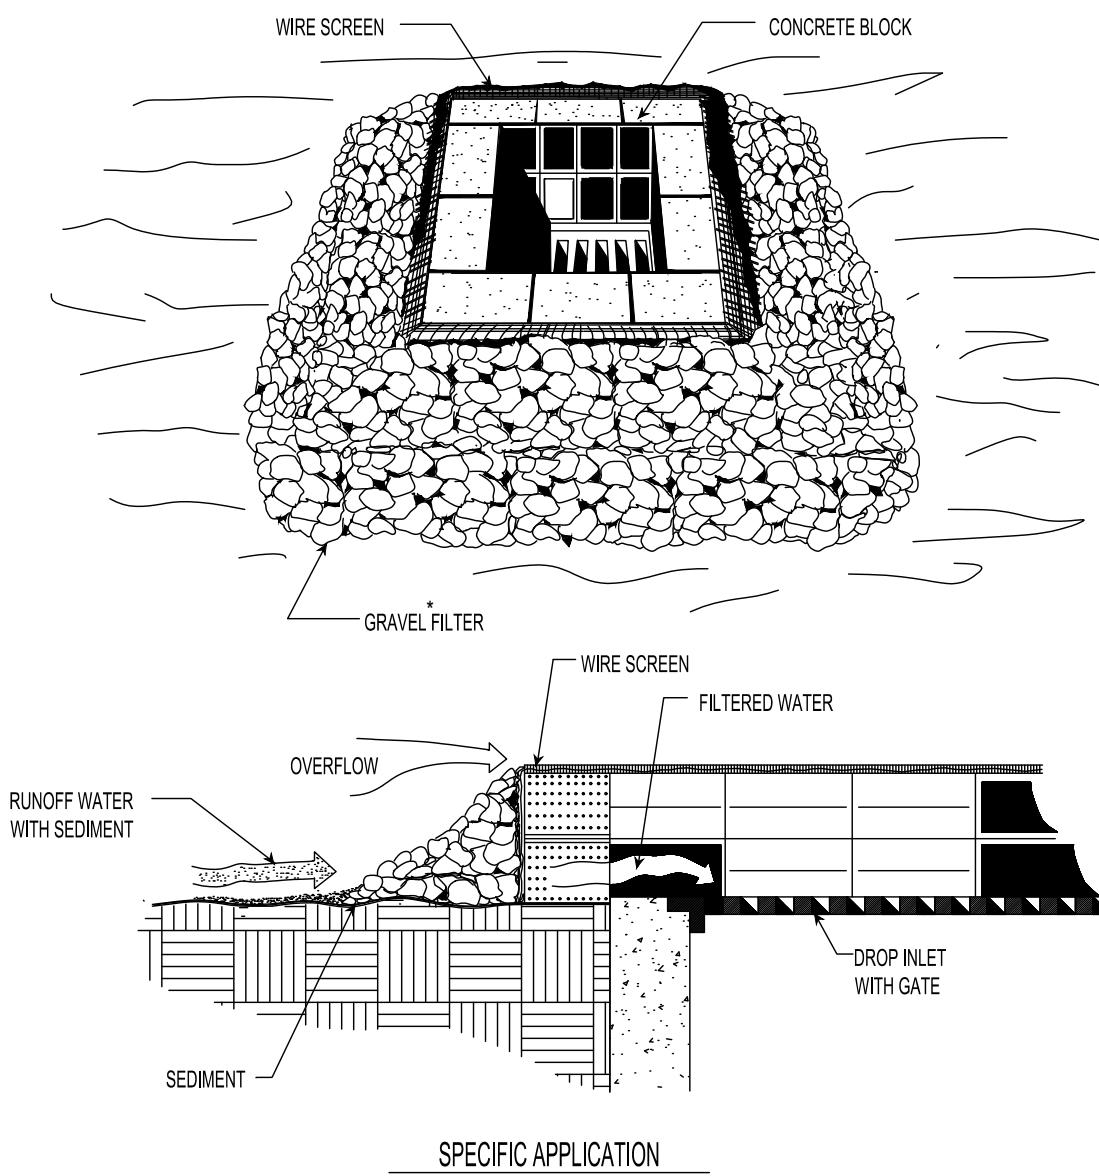 WIRE SCREEN
CONCRETE BLOCK
*
GRAVEL FILTER
WIRE SCREEN
FILTERED WATER
OVERFLOW
RUNOFF WATER
WITH SEDIMENT
DROP INLET
WITH GATE
SEDIMENT
SPECIFIC APPLICATION